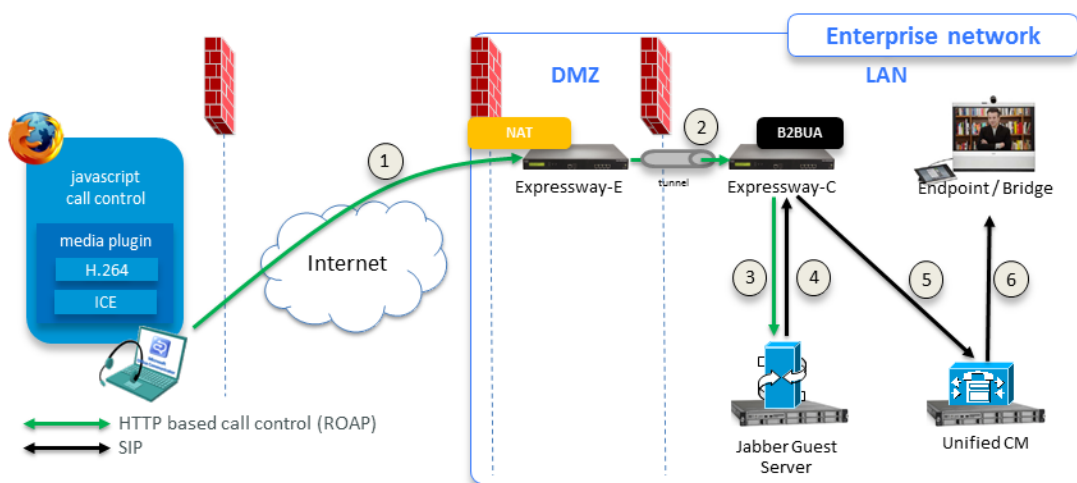 Enterprise network
DMZ
LAN
NAT
2
B2BUA
1
javascript
call control
Expressway-E
tunnel
Expressway-C
Endpoint / Bridge
media plugin
H.264
ICE
Internet
3
4
5
6
HTTP based call control (ROAP)
SIP
Jabber Guest
Server
Unified CM